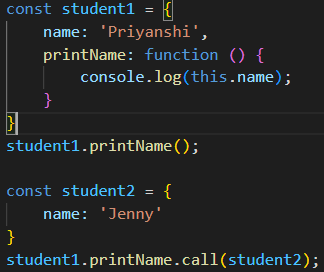 const student1 = {
    name: 'Priyanshi',
    printName: function () {
        console.log(this.name);
    }
}
student1.printName();

const student2 = {
    name: 'Jenny'
}
student1.printName.call(student2);